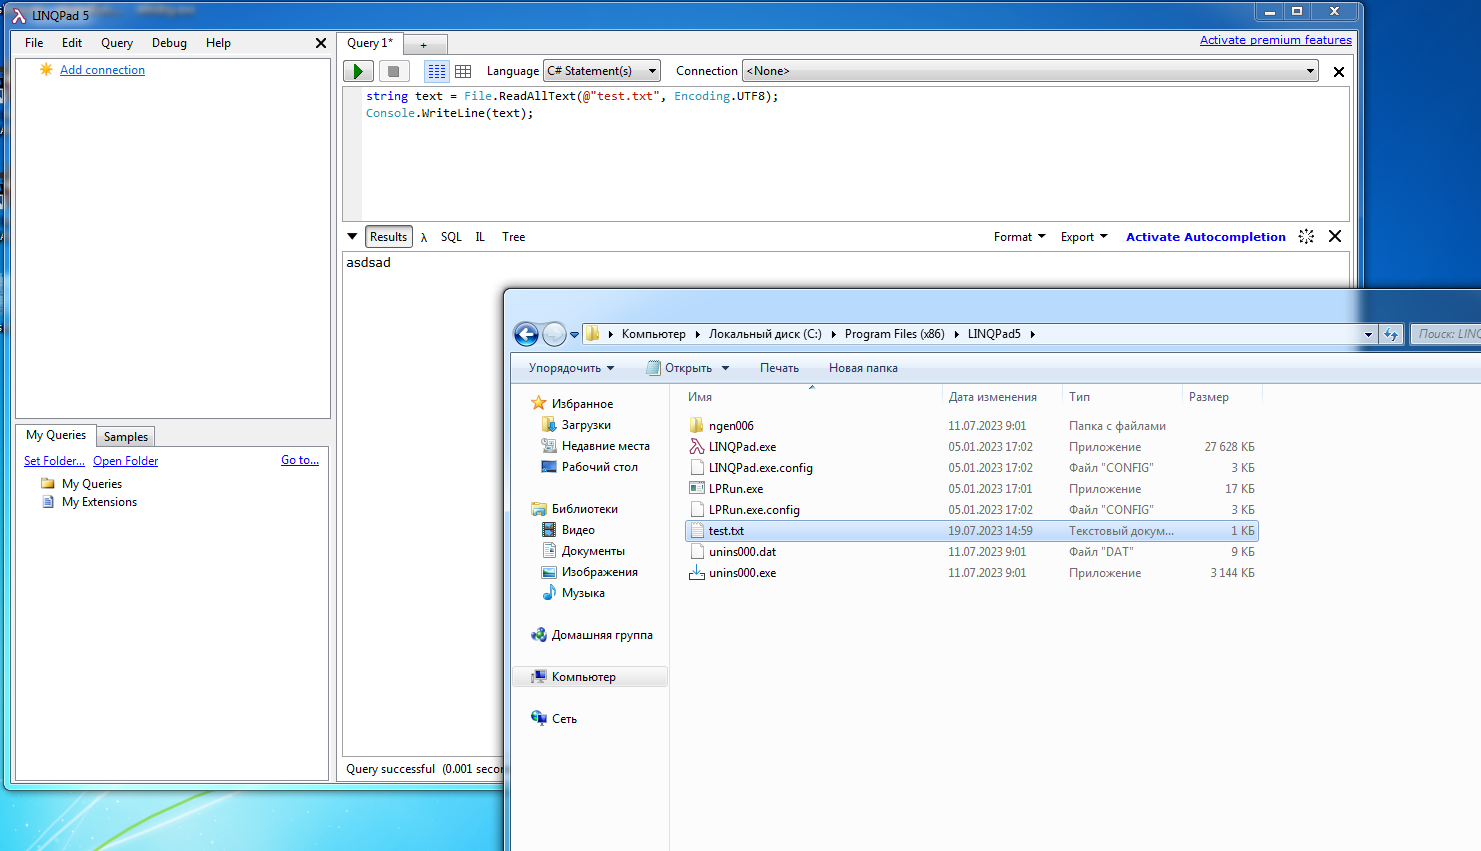 LINQPad 5
File Edit Query Debug Help
Add connection
Query 1* +
Activate premium features
Language C# Statement(s) Connection <None>
string text = File.ReadAllText(@"test.txt", Encoding.UTF8);
Console.WriteLine(text);
Results λ SQL IL Tree Format Export Activate Autocompletion
asdsad
My Queries Samples
Set Folder... Open Folder Go to...
My Queries
My Extensions
Query successful (0.001
Компьютер Локальный диск (C:) Program Files (x86) LINQPad5
Поиск: LINQ
Упорядочить Открыть Печать Новая папка
Избранное
Загрузки
Недавние места
Рабочий стол
Библиотеки
Видео
Документы
Изображения
Музыка
Домашняя группа
Компьютер
Сеть
Имя Дата изменения Тип Размер
ngen006 11.07.2023 9:01 Папка с файлами
LINQPad.exe 05.01.2023 17:02 Приложение 27 628 КБ
LINQPad.exe.config 05.01.2023 17:02 Файл "CONFIG" 3 КБ
LPRun.exe 05.01.2023 17:01 Приложение 17 КБ
LPRun.exe.config 05.01.2023 17:02 Файл "CONFIG" 3 КБ
test.txt 19.07.2023 14:59 Текстовый докум... 1 КБ
unins000.dat 11.07.2023 9:01 Файл "DAT" 9 КБ
unins000.exe 11.07.2023 9:01 Приложение 3 144 КБ